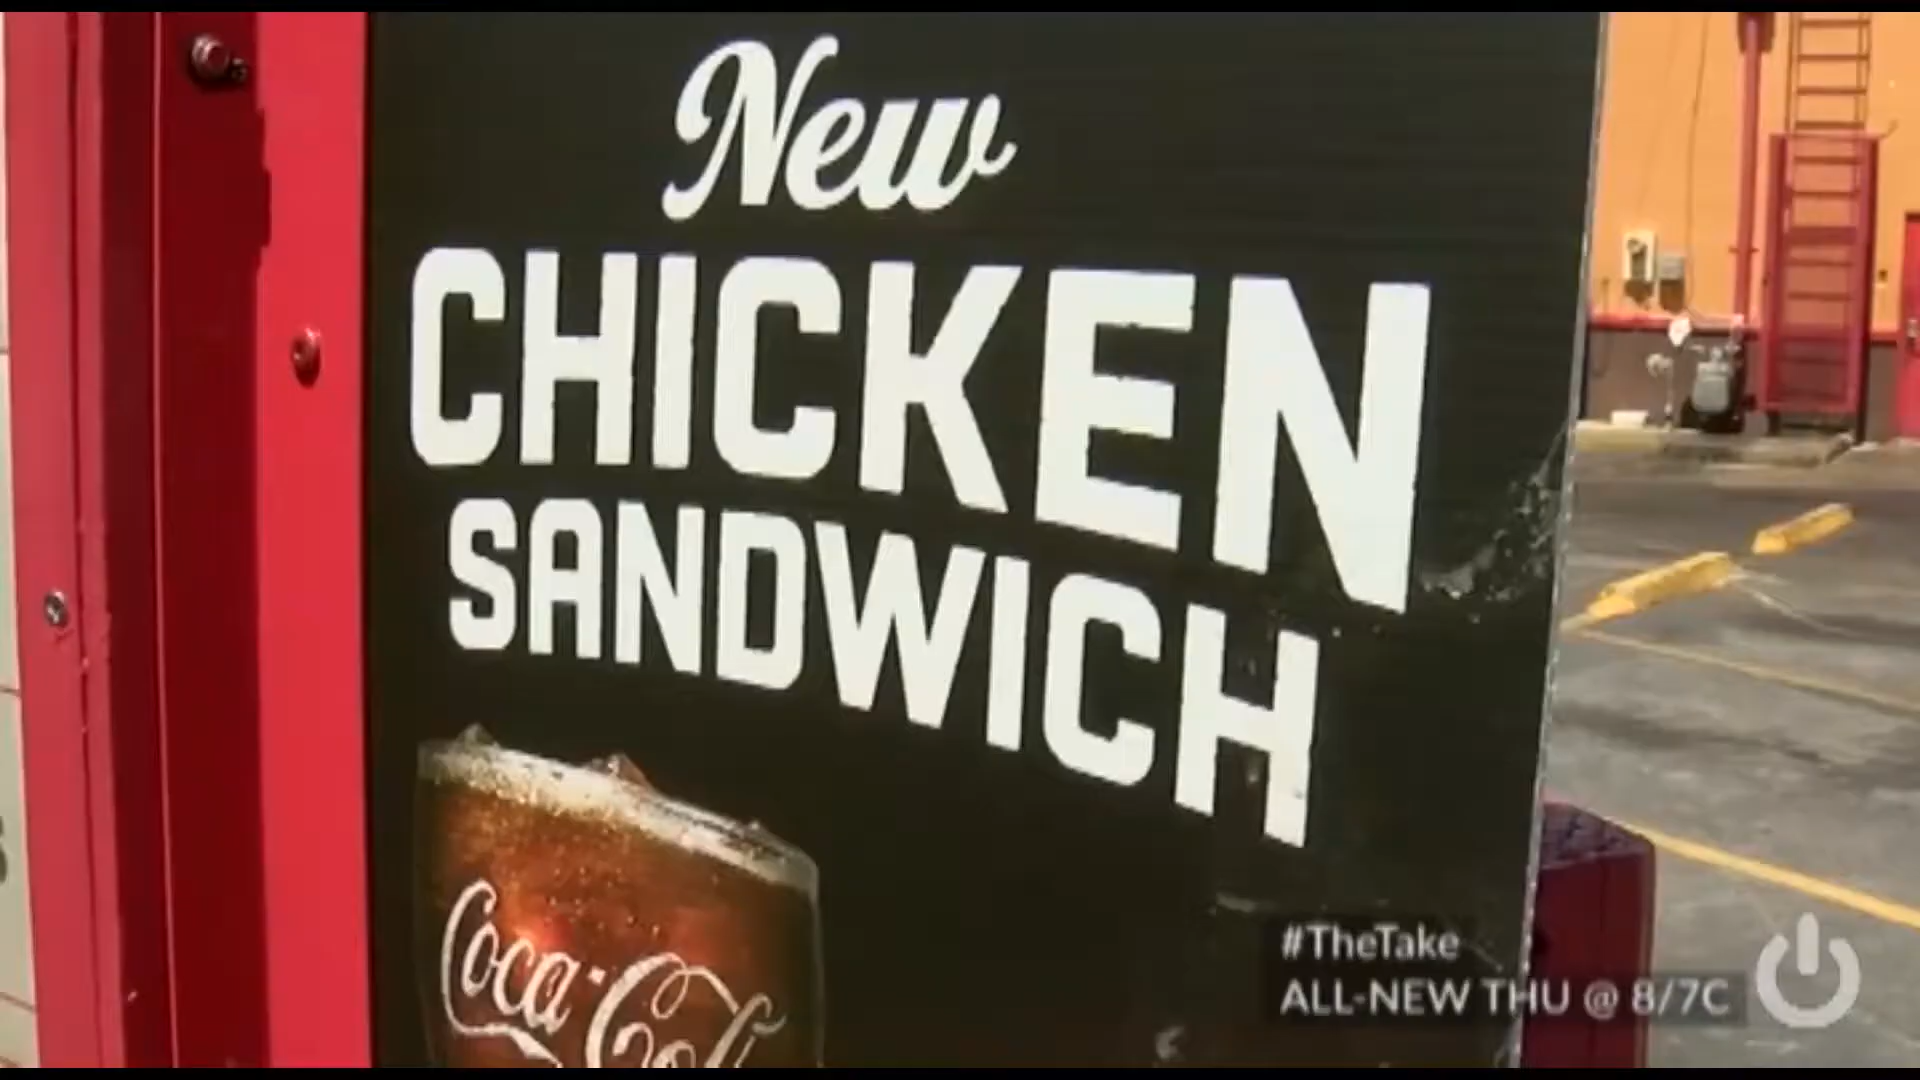 New
CHICKEN
SANDWICH
Coca-Cola
#TheTake
ALL-NEW THU @ 8/7C